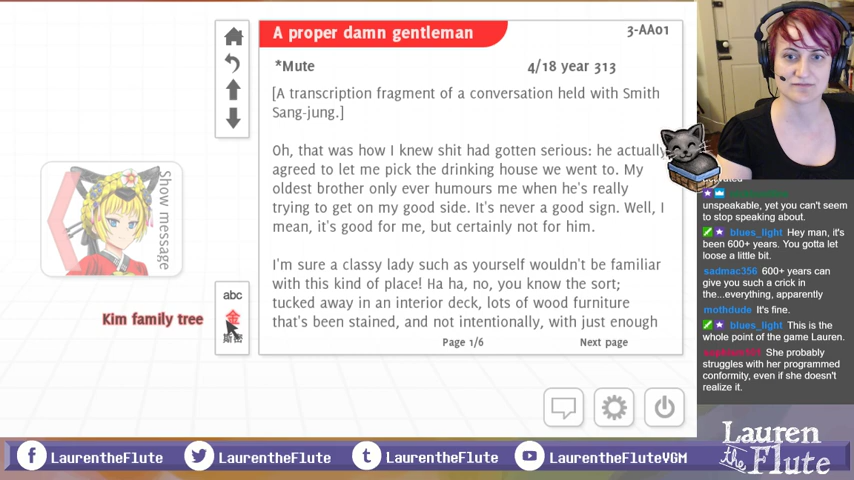 A proper damn gentleman
3-AA01
*Mute
4/18 year 313
[A transcription fragment of a conversation held with Smith
Sang-jung.]
Oh, that was how I knew shit had gotten serious: he actually
agreed to let me pick the drinking house we went to. My
oldest brother only ever humours me when he's really
trying to get on my good side. It's never a good sign. Well, I
mean, it's good for me, but certainly not for him.
I'm sure a classy lady such as yourself wouldn't be familiar
with this kind of place! Ha ha, no, you know the sort;
tucked away in an interior deck, lots of wood furniture
that's been stained, and not intentionally, with just enough
Page 1/6
Next page
Show message
abc
金
Kim family tree
unspeakable, yet you can't seem
to stop speaking about.
blues_light Hey man, it's
been 600+ years. You gotta
let loose a little bit.
sadmac356 600+ years can
give you such a crick in
the...everything, apparently
mothdude It's fine.
blues_light This is the
whole point of the game Lauren.
She probably
struggles with her programmed
conformity, even if she doesn't
realize it.
LaurentheFlute
LaurentheFlute
LaurentheFlute
LaurentheFluteVGM
Lauren
the Flute